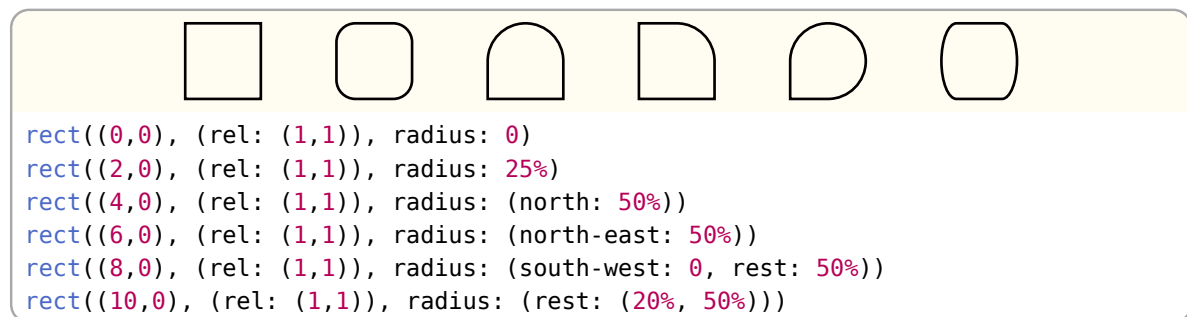 rect((0,0), (rel: (1,1)), radius: 0)
rect((2,0), (rel: (1,1)), radius: 25%)
rect((4,0), (rel: (1,1)), radius: (north: 50%))
rect((6,0), (rel: (1,1)), radius: (north-east: 50%))
rect((8,0), (rel: (1,1)), radius: (south-west: 0, rest: 50%))
rect((10,0), (rel: (1,1)), radius: (rest: (20%, 50%)))